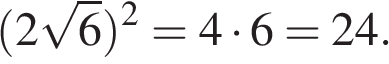 (2√6)² = 4 · 6 = 24.